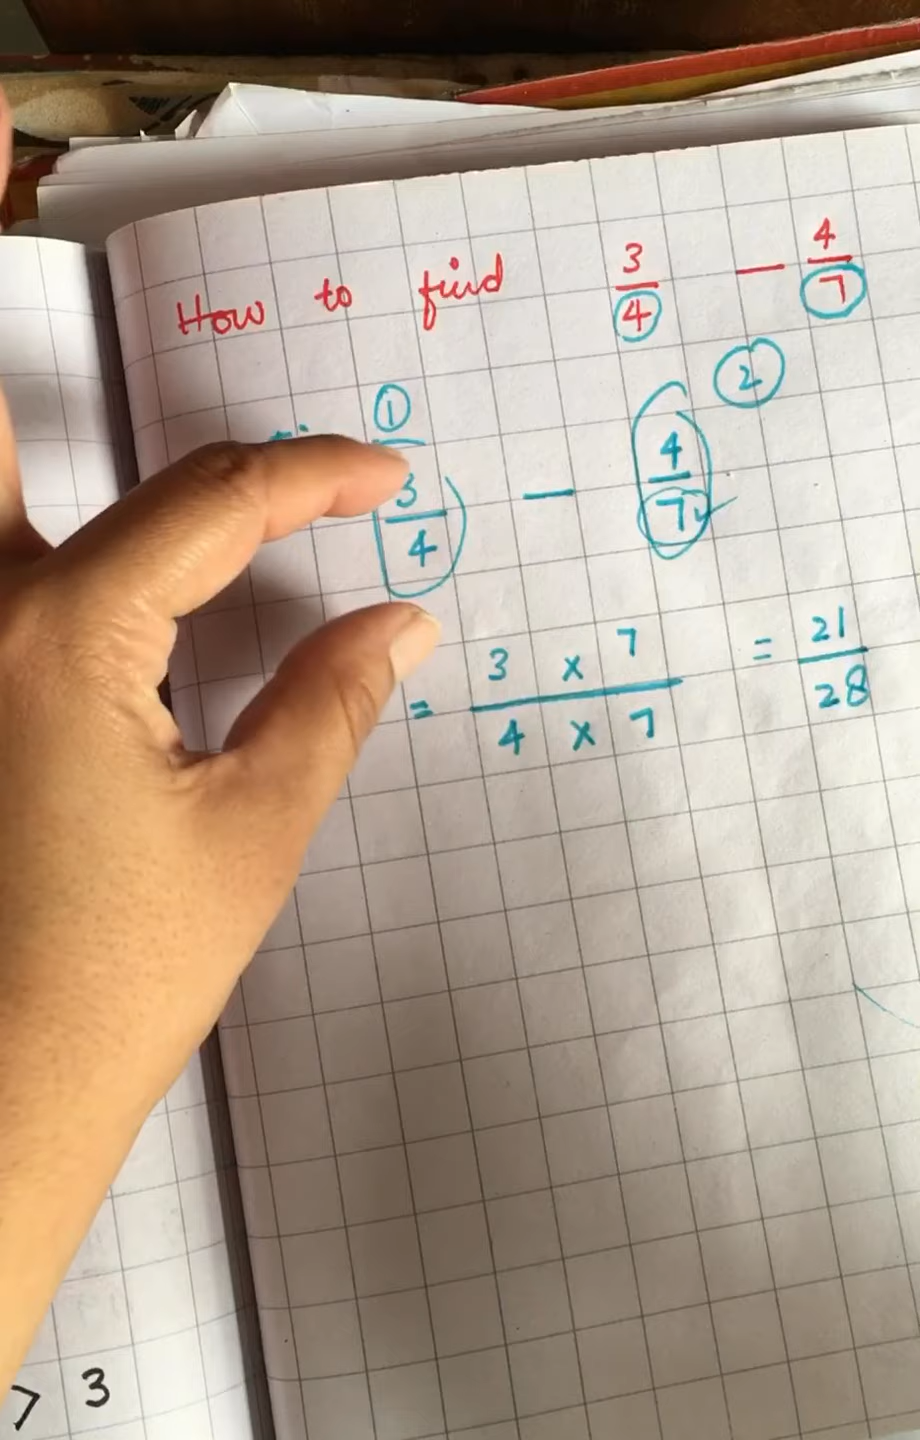 How to find 3/4 - 4/7
① ②
3/4 - 4/7
= 3 x 7 / 4 x 7 = 21/28
7 3